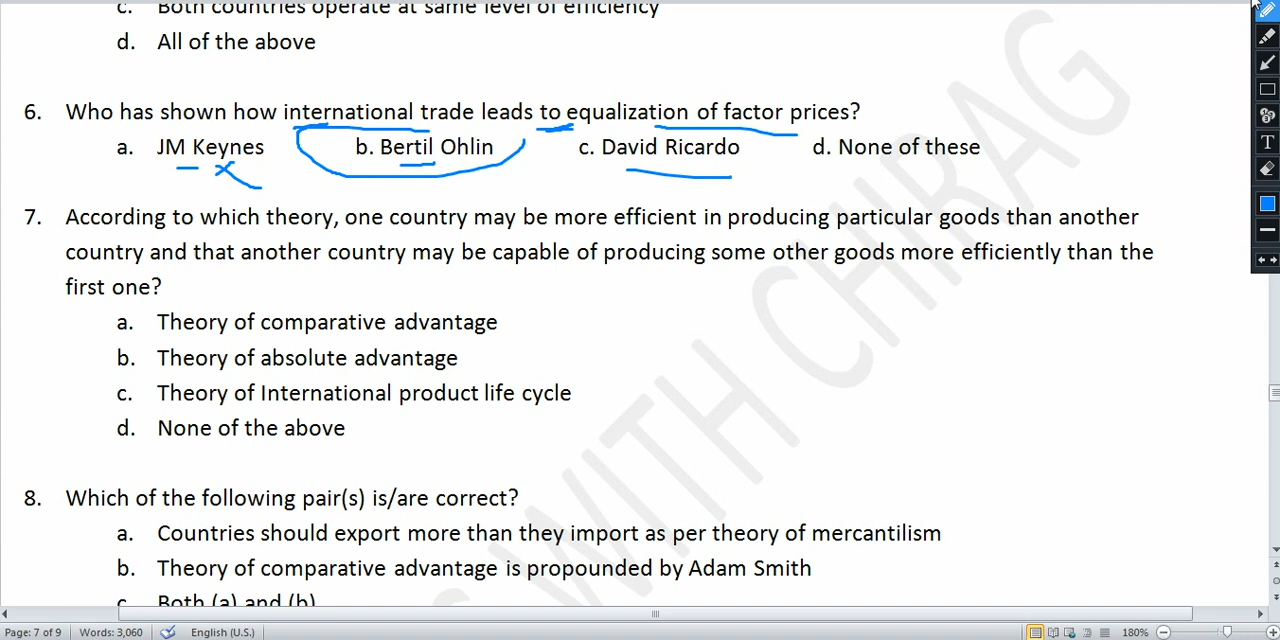 c. Both countries operate at same level of efficiency
d. All of the above
6. Who has shown how international trade leads to equalization of factor prices?
a. JM Keynes b. Bertil Ohlin c. David Ricardo d. None of these
7. According to which theory, one country may be more efficient in producing particular goods than another
country and that another country may be capable of producing some other goods more efficiently than the
first one?
a. Theory of comparative advantage
b. Theory of absolute advantage
c. Theory of International product life cycle
d. None of the above
8. Which of the following pair(s) is/are correct?
a. Countries should export more than they import as per theory of mercantilism
b. Theory of comparative advantage is propounded by Adam Smith
c. Both (a) and (b)
WITH CHIRAG
T
Page: 7 of 9 Words: 3,060 English (U.S.) 180%